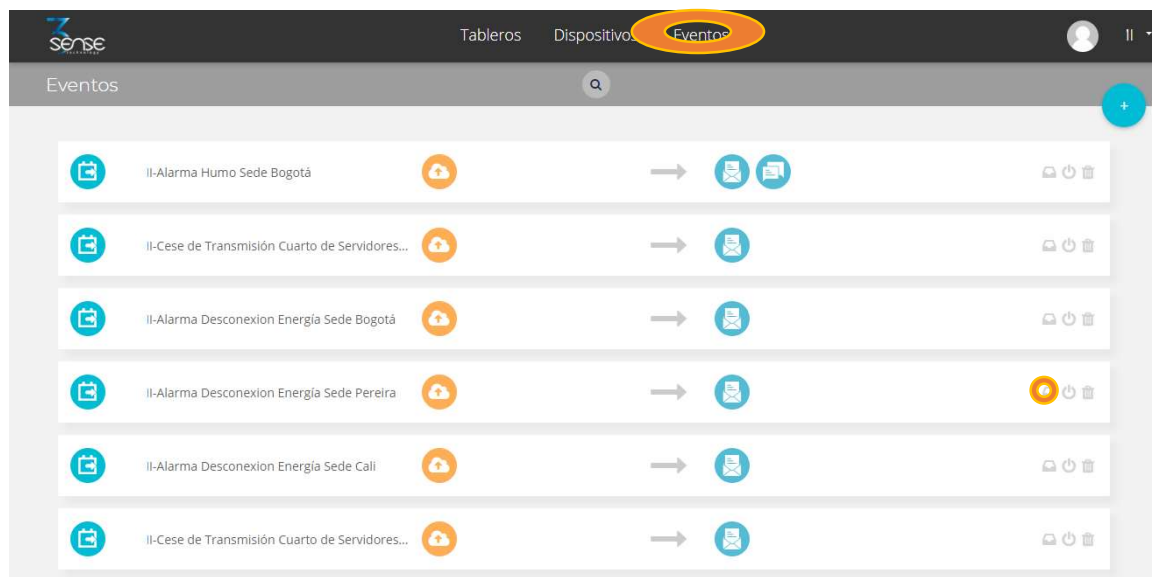 3sense
technology
Tableros Dispositivos Eventos II
Eventos
+
II-Alarma Humo Sede Bogotá
II-Cese de Transmisión Cuarto de Servidores...
II-Alarma Desconexion Energía Sede Bogotá
II-Alarma Desconexion Energía Sede Pereira
II-Alarma Desconexion Energía Sede Cali
II-Cese de Transmisión Cuarto de Servidores...